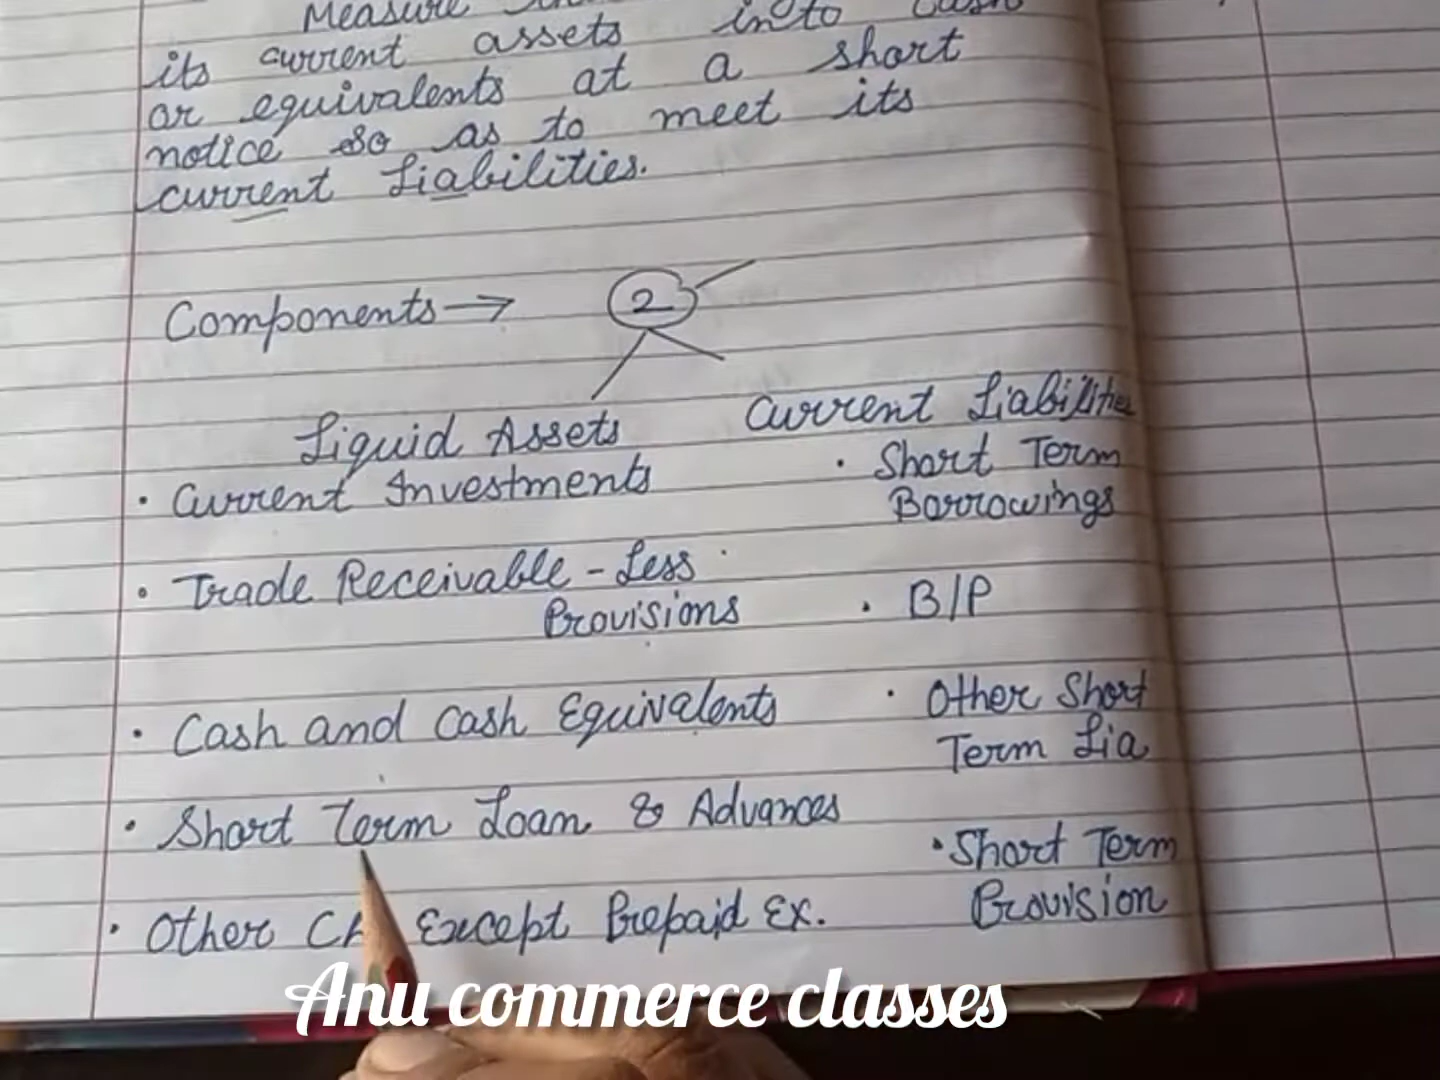 Measure
its current assets into Cash
or equivalents at a short
notice so as to meet its
current Liabilities.
Components → 2
Liquid Assets
• Current Investments
• Trade Receivable - Less
Provisions
• Cash and Cash Equivalents
• Short Term Loan & Advances
• Other CA Except Prepaid Ex.
Current Liabilities
• Short Term
Borrowings
• B/P
• Other Short
Term Lia
• Short Term
Provision
Anu commerce classes